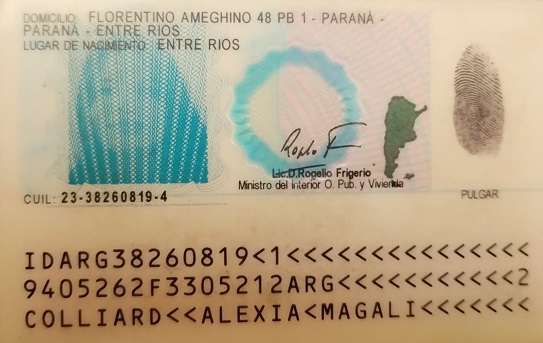 DOMICILIO: FLORENTINO AMEGHINO 48 PB 1 - PARANÁ -
PARANÁ - ENTRE RÍOS
LUGAR DE NACIMIENTO: ENTRE RIOS
Lic.D.Rogelio Frigerio
Ministro del Interior O. Pub. y Vivienda
CUIL: 23-38260819-4
PULGAR
IDARG38260819<1<<<<<<<<<<<<<<<
9405262F3305212ARG<<<<<<<<<<<2
COLLIARD<<ALEXIA<MAGALI<<<<<<<